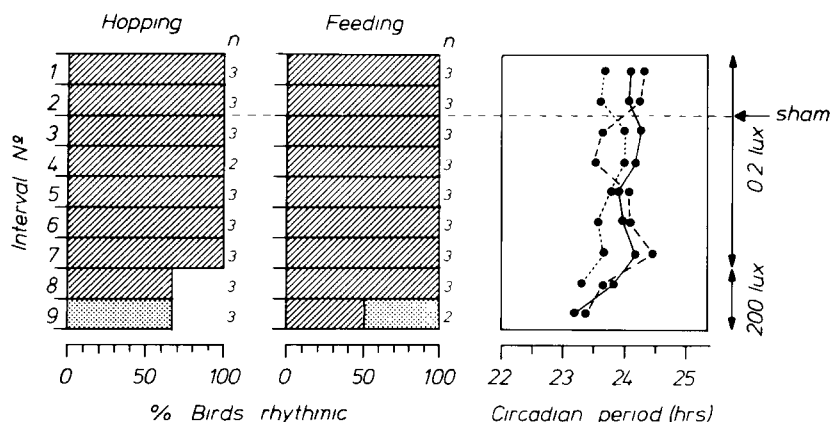 Hopping
Feeding
n
n
Interval Nº
1 3 3
2 3 3
sham
3 3 3
4 2 3
5 3 3
6 3 3
7 3 3
8 3 3
9 3 2
0 2 lux
200 lux
0 50 100
0 50 100
22 23 24 25
% Birds rhythmic
Circadian period (hrs)